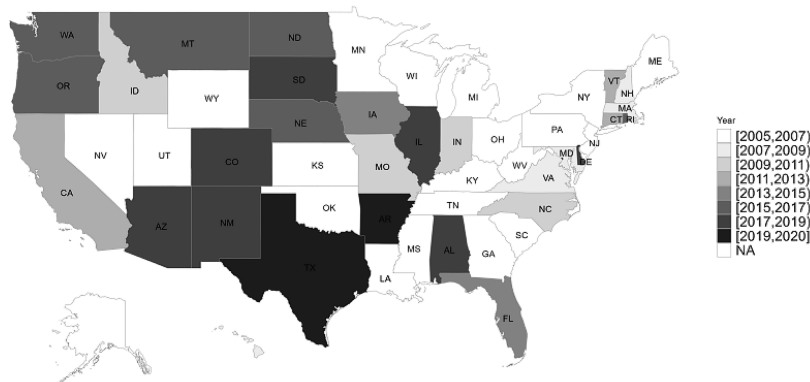 WA
MT
ND
MN
ME
OR
ID
SD
WI
VT
NH
WY
MI
NY
MA
CT
RI
NE
IA
PA
NJ
NV
UT
CO
IL
IN
OH
MD
DE
CA
KS
MO
WV
VA
KY
AZ
NM
OK
AR
TN
NC
MS
AL
GA
SC
TX
LA
FL
Year
[2005,2007)
[2007,2009)
[2009,2011)
[2011,2013)
[2013,2015)
[2015,2017)
[2017,2019)
[2019,2020]
NA